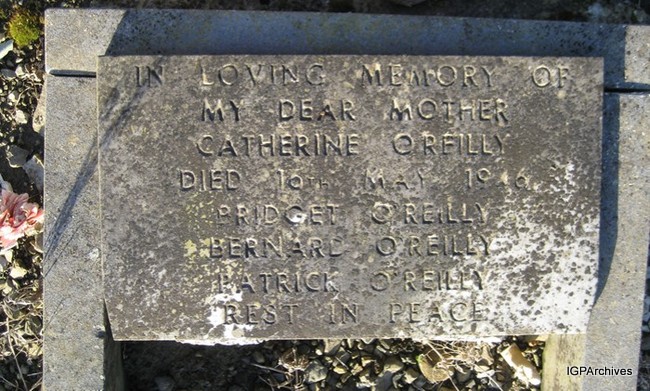 IN LOVING MEMORY OF
MY DEAR MOTHER
CATHERINE O'REILLY
DIED 16TH MAY 1946
BRIDGET O'REILLY
BERNARD O'REILLY
PATRICK O'REILLY
REST IN PEACE
IGPArchives